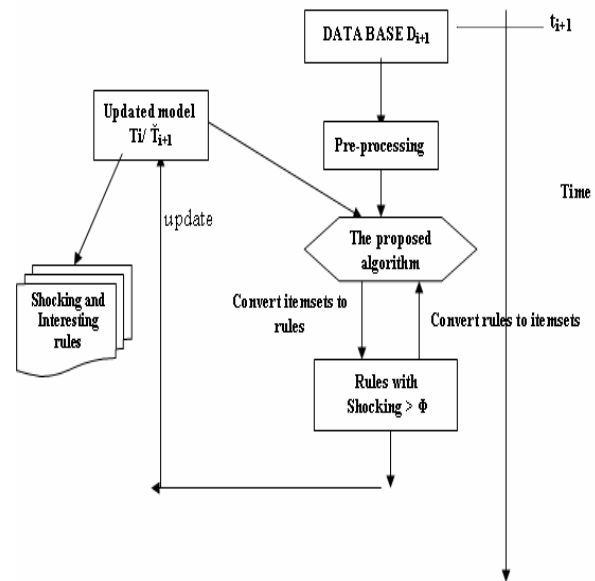 DATA BASE Dᵢ₊₁
tᵢ₊₁
Updated model
Ti/ Ťᵢ₊₁
Pre-processing
Time
update
The proposed
algorithm
Shocking and
Interesting
rules
Convert itemsets to
rules
Convert rules to itemsets
Rules with
Shocking > Φ